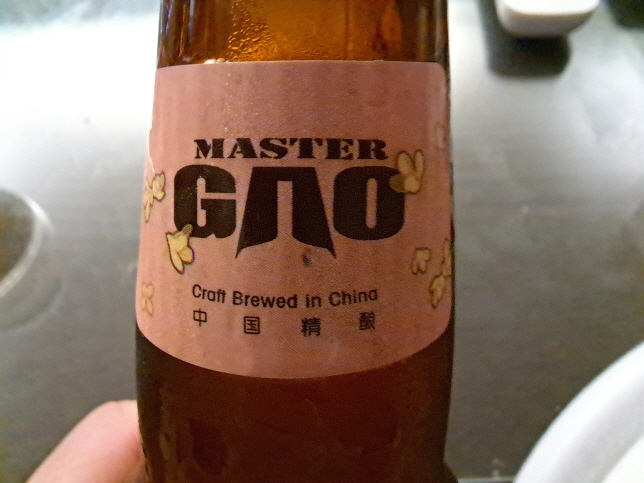 MASTER
GAO
Craft Brewed in China
中国精酿